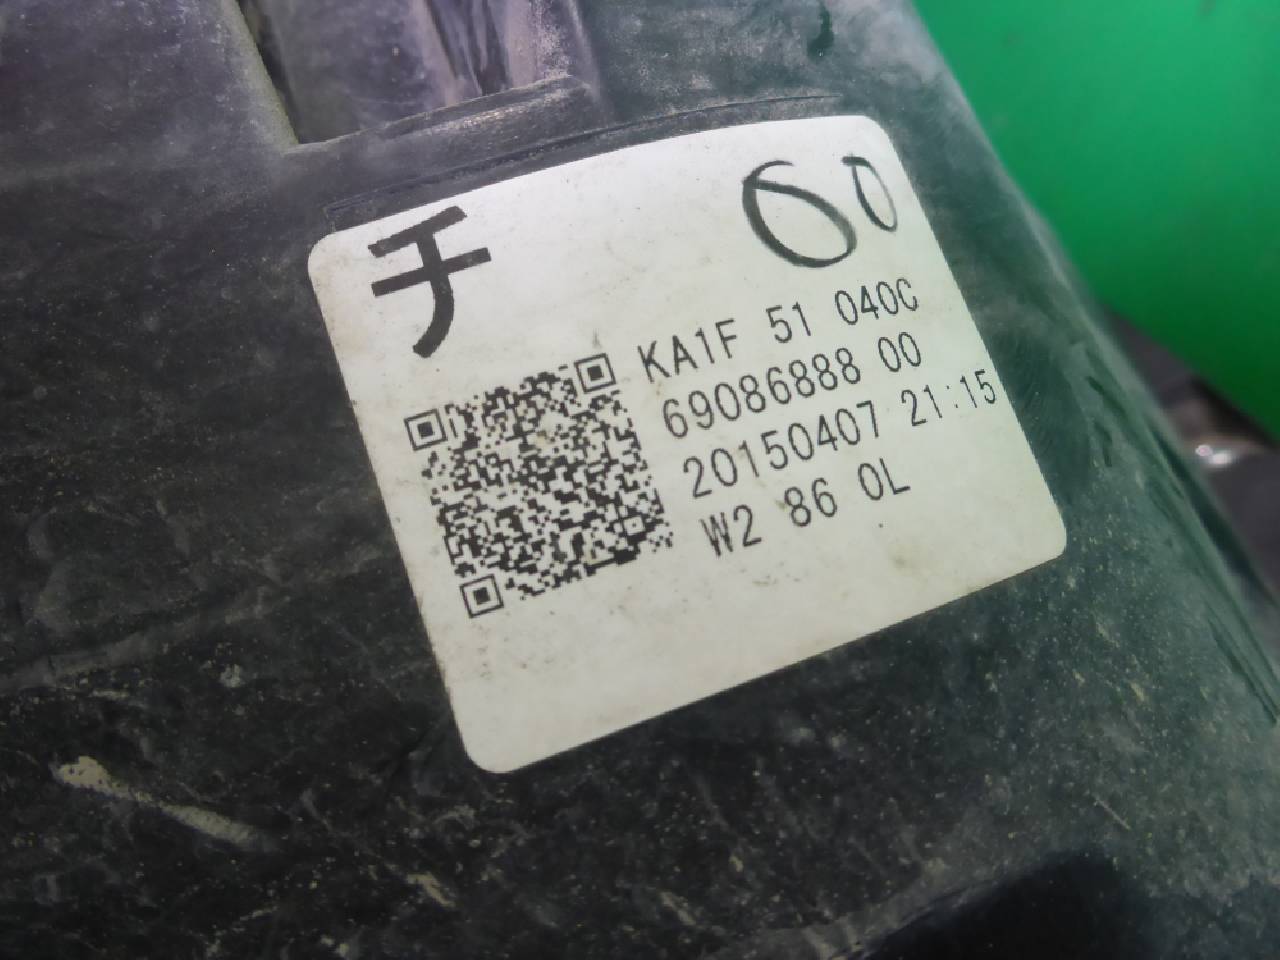 チ 60
KA1F 51 040C
69086888 00
20150407 21:15
W2 86 0L